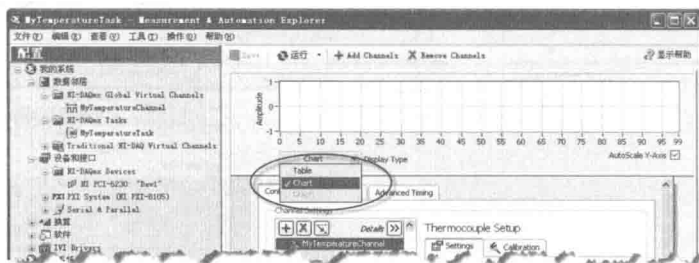 MyTemperatureTask - Measurement & Automation Explorer
文件(F) 编辑(E) 查看(V) 工具(T) 操作(O) 帮助(H)
配置
Save 运行 Add Channels Remove Channels 显示帮助
我的系统
数据邻居
NI-DAQmx Global Virtual Channels
MyTemperatureChannel
NI-DAQmx Tasks
MyTemperatureTask
Traditional NI-DAQ Virtual Channels
设备和接口
NI-DAQmx Devices
NI PCI-6230: "Dev1"
PXI PXI System (NI PXI-8105)
Serial & Parallel
换算
软件
IVI Drivers
Amplitude
1
0
-1
0 5 10 15 20 25 30 35 40 45 50 55 60 65 70 75 80 85 90 95 99
Chart Display Type AutoScale Y-Axis
Table
Chart
Advanced Timing
Channel Settings
Details
MyTemperatureChannel
Thermocouple Setup
Settings Calibration